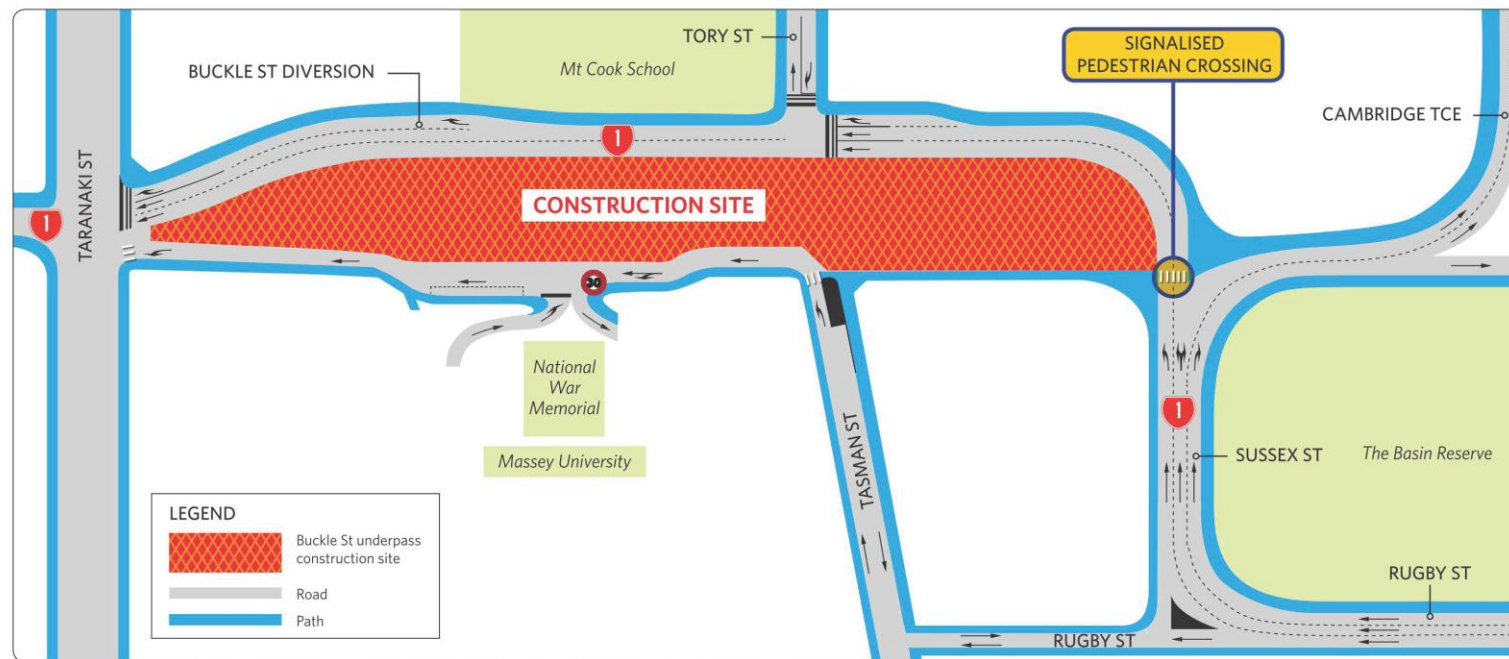 TORY ST
SIGNALISED
PEDESTRIAN CROSSING
BUCKLE ST DIVERSION
Mt Cook School
CAMBRIDGE TCE
1
CONSTRUCTION SITE
1
TARANAKI ST
30
National
War
Memorial
Massey University
TASMAN ST
1
SUSSEX ST
The Basin Reserve
LEGEND
Buckle St underpass
construction site
Road
Path
RUGBY ST
RUGBY ST